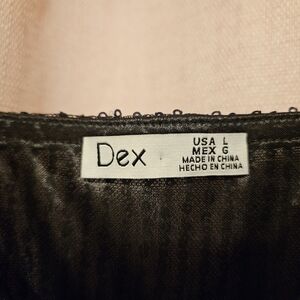 Dex
USA L
MEX G
MADE IN CHINA
HECHO EN CHINA